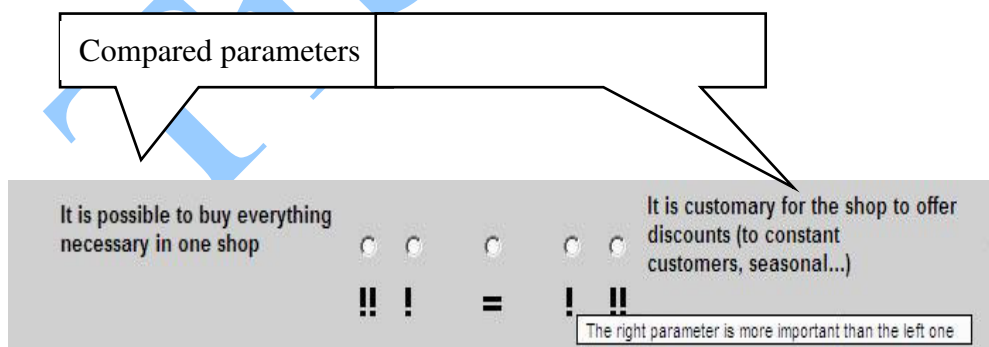 Compared parameters
It is possible to buy everything
necessary in one shop
It is customary for the shop to offer
discounts (to constant
customers, seasonal...)
!! ! = ! !!
The right parameter is more important than the left one